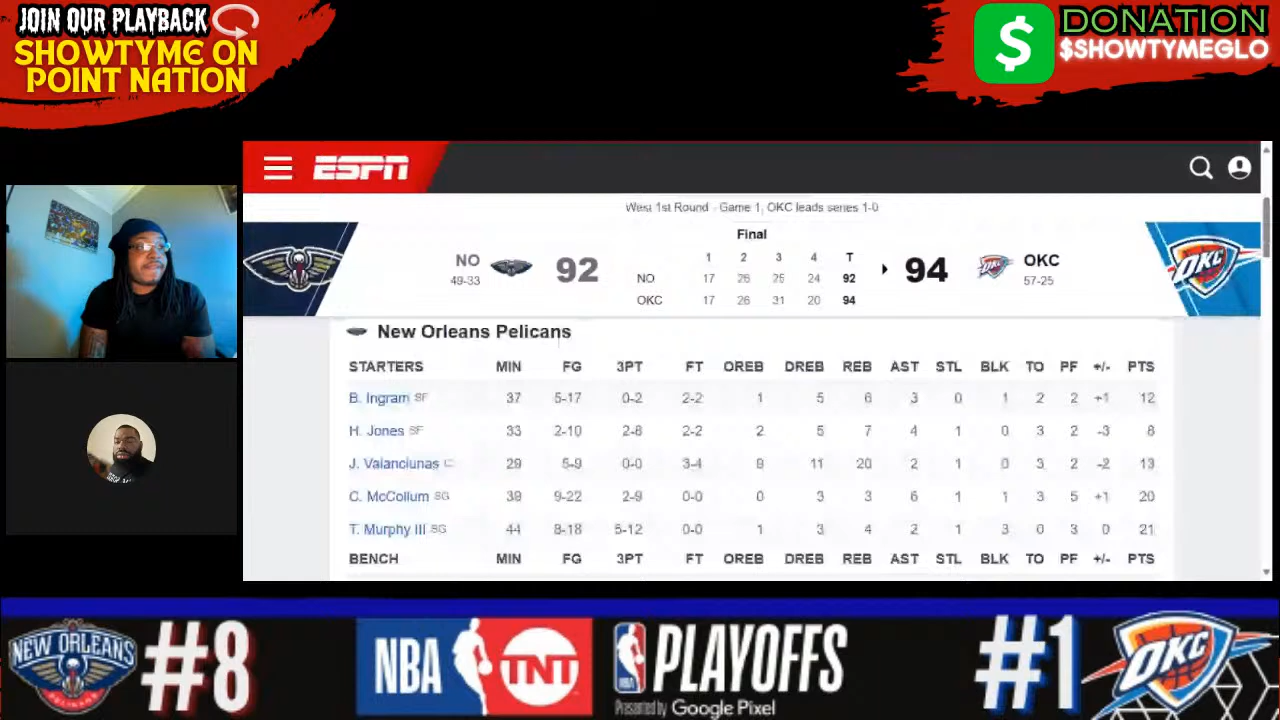 JOIN OUR PLAYBACK
SHOWTYME ON
POINT NATION
DONATION
$SHOWTYMEGLO
ESPN
West 1st Round - Game 1, OKC leads series 1-0
Final
NO 92 1 2 3 4 T 94 OKC
49-33 NO 17 26 25 24 92 57-25
OKC 17 26 31 20 94
OKC
New Orleans Pelicans
STARTERS MIN FG 3PT FT OREB DREB REB AST STL BLK TO PF +/- PTS
B. Ingram SF 37 5-17 0-2 2-2 1 5 6 3 0 1 2 2 +1 12
H. Jones SF 33 2-10 2-8 2-2 2 5 7 4 1 0 3 2 -3 8
J. Valanciunas C 29 5-9 0-0 3-4 9 11 20 2 1 0 3 2 -2 13
C. McCollum SG 39 9-22 2-9 0-0 0 3 3 6 1 1 3 5 +1 20
T. Murphy III SG 44 8-18 5-12 0-0 1 3 4 2 1 3 0 3 0 21
BENCH MIN FG 3PT FT OREB DREB REB AST STL BLK TO PF +/- PTS
NEW ORLEANS
PELICANS
#8
NBA
TNT
NBA
PLAYOFFS
Presented by Google Pixel
#1
OKC